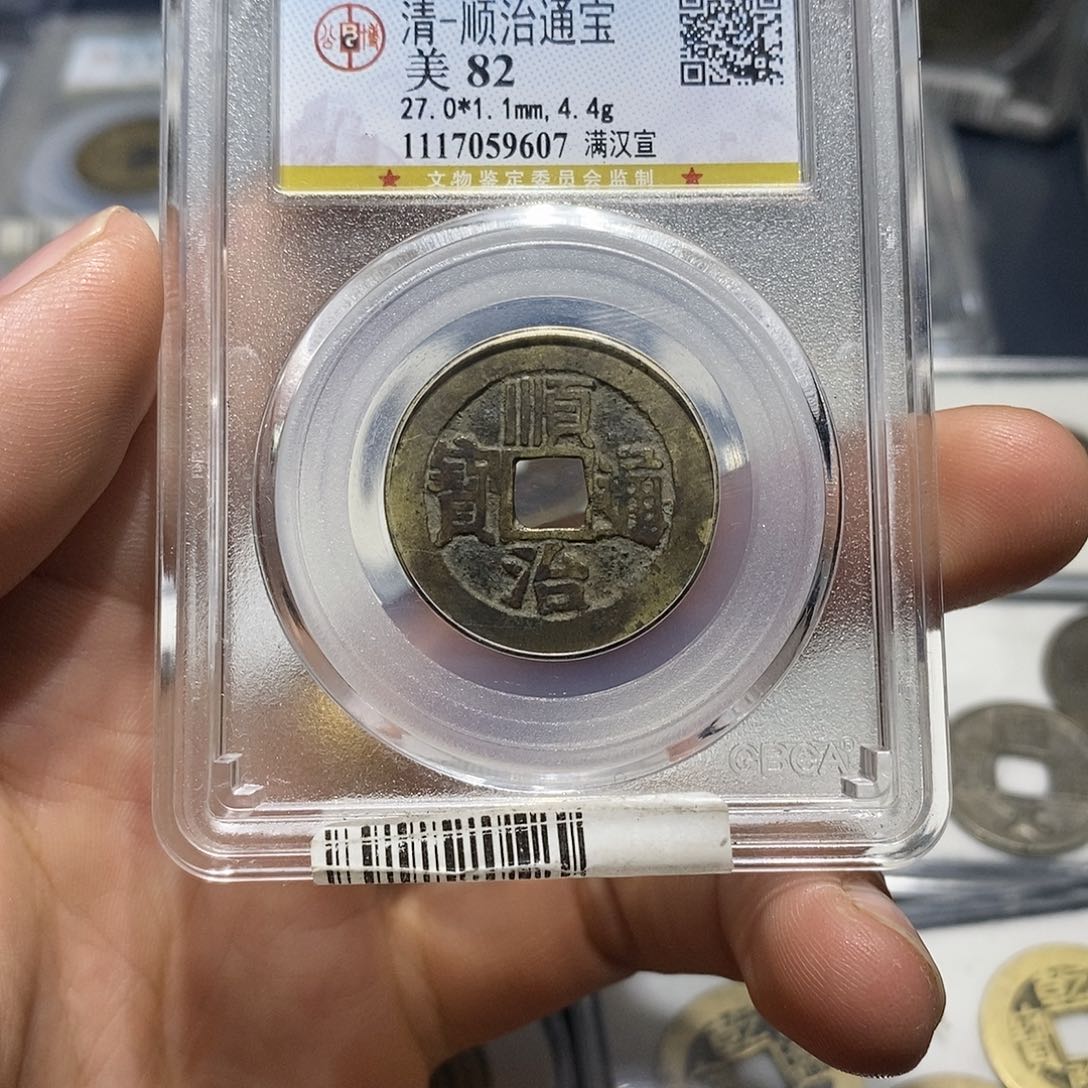 清-顺治通宝
美 82
27.0*1.1mm, 4.4g
1117059607 满汉宣
★ 文物鉴定委员会监制 ★
順
寶 通
治
GBCA®